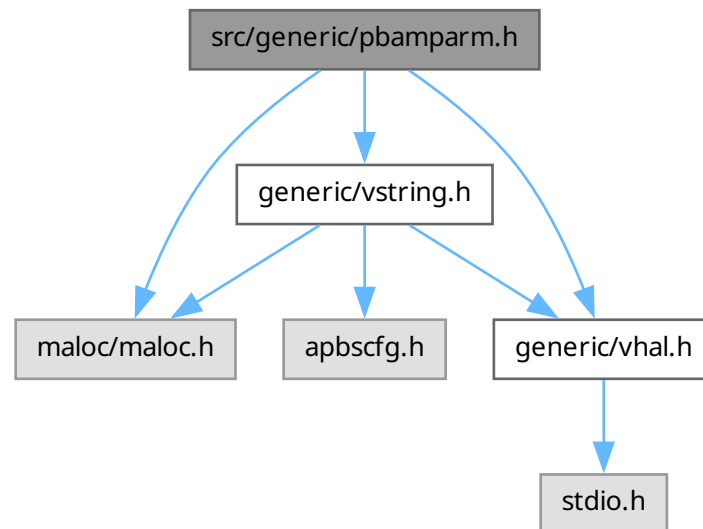 src/generic/pbamparm.h
generic/vstring.h
maloc/maloc.h
apbscfg.h
generic/vhal.h
stdio.h